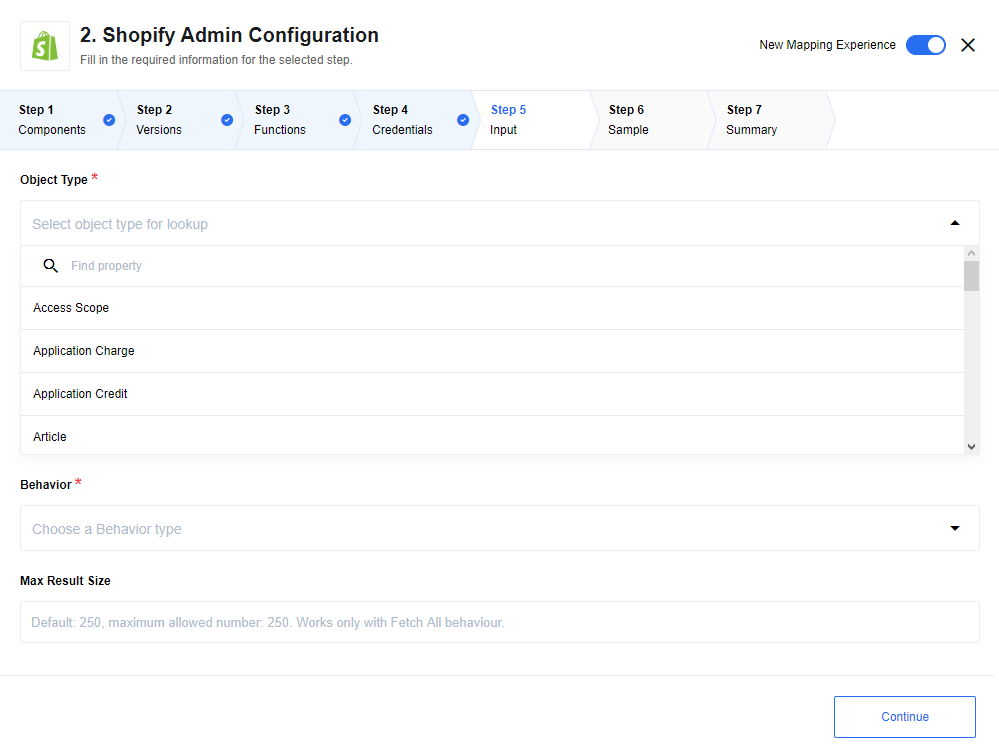 2. Shopify Admin Configuration
Fill in the required information for the selected step.
New Mapping Experience
Step 1
Components
Step 2
Versions
Step 3
Functions
Step 4
Credentials
Step 5
Input
Step 6
Sample
Step 7
Summary
Object Type *
Select object type for lookup
Find property
Access Scope
Application Charge
Application Credit
Article
Behavior *
Choose a Behavior type
Max Result Size
Default: 250, maximum allowed number: 250. Works only with Fetch All behaviour.
Continue